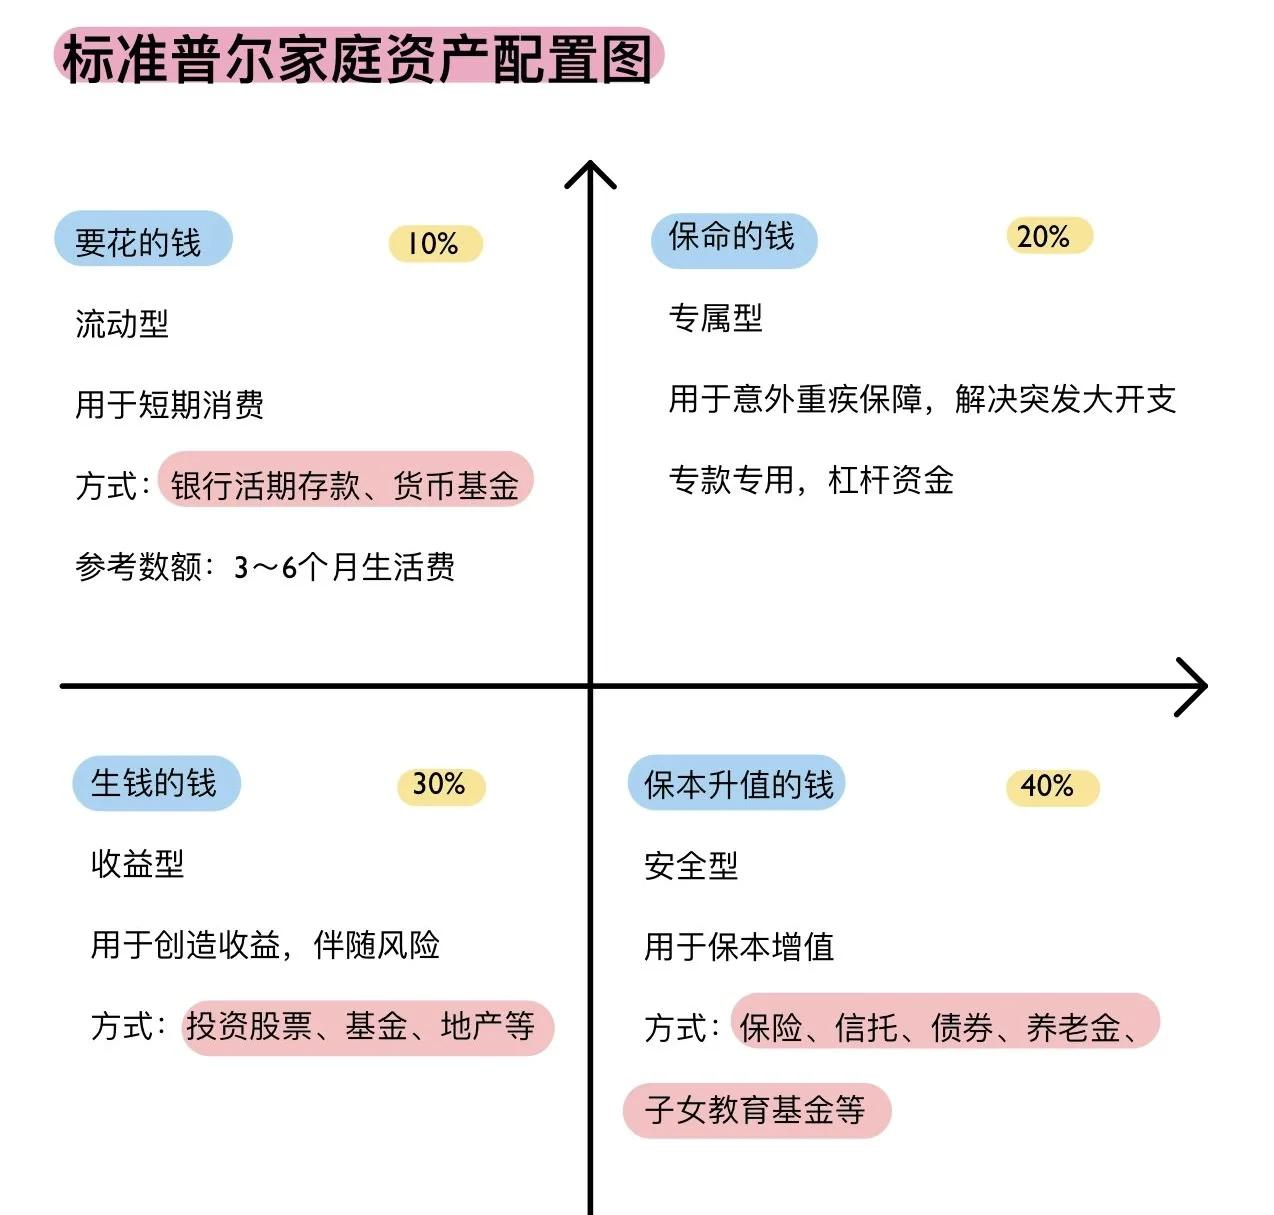 标准普尔家庭资产配置图
要花的钱 10%
流动型
用于短期消费
方式：银行活期存款、货币基金
参考数额：3～6个月生活费
保命的钱 20%
专属型
用于意外重疾保障，解决突发大开支
专款专用，杠杆资金
生钱的钱 30%
收益型
用于创造收益，伴随风险
方式：投资股票、基金、地产等
保本升值的钱 40%
安全型
用于保本增值
方式：保险、信托、债券、养老金、
子女教育基金等